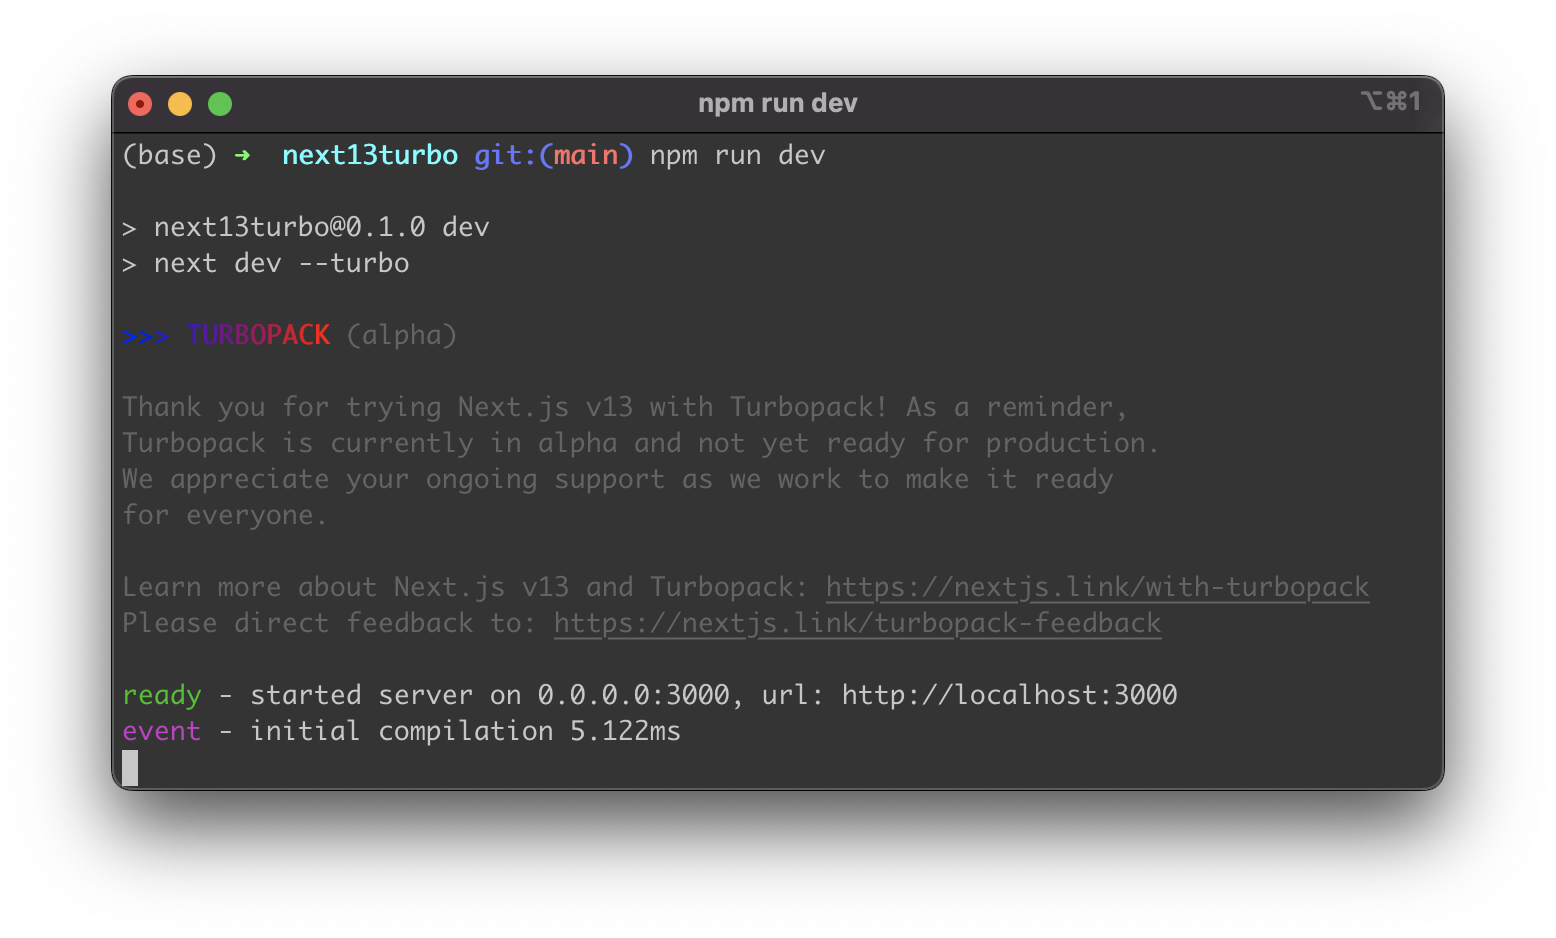 npm run dev
⌥⌘1
(base) ➜  next13turbo git:(main) npm run dev
> next13turbo@0.1.0 dev
> next dev --turbo
>>> TURBOPACK (alpha)
Thank you for trying Next.js v13 with Turbopack! As a reminder,
Turbopack is currently in alpha and not yet ready for production.
We appreciate your ongoing support as we work to make it ready
for everyone.
Learn more about Next.js v13 and Turbopack: https://nextjs.link/with-turbopack
Please direct feedback to: https://nextjs.link/turbopack-feedback
ready - started server on 0.0.0.0:3000, url: http://localhost:3000
event - initial compilation 5.122ms